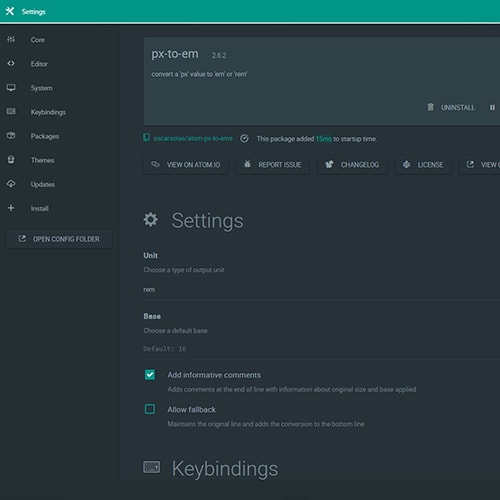 Settings
Core
Editor
System
Keybindings
Packages
Themes
Updates
Install
OPEN CONFIG FOLDER
px-to-em 2.6.2
convert a 'px' value to 'em' or 'rem'
UNINSTALL
oscarsolas/atom-px-to-ems This package added 15ms to startup time.
VIEW ON ATOM.IO REPORT ISSUE CHANGELOG LICENSE VIEW
Settings
Unit
Choose a type of output unit.
rem
Base
Choose a default base.
Default: 16
Add informative comments
Adds comments at the end of line with information about original size and base applied
Allow fallback
Maintains the original line and adds the conversion to the bottom line.
Keybindings